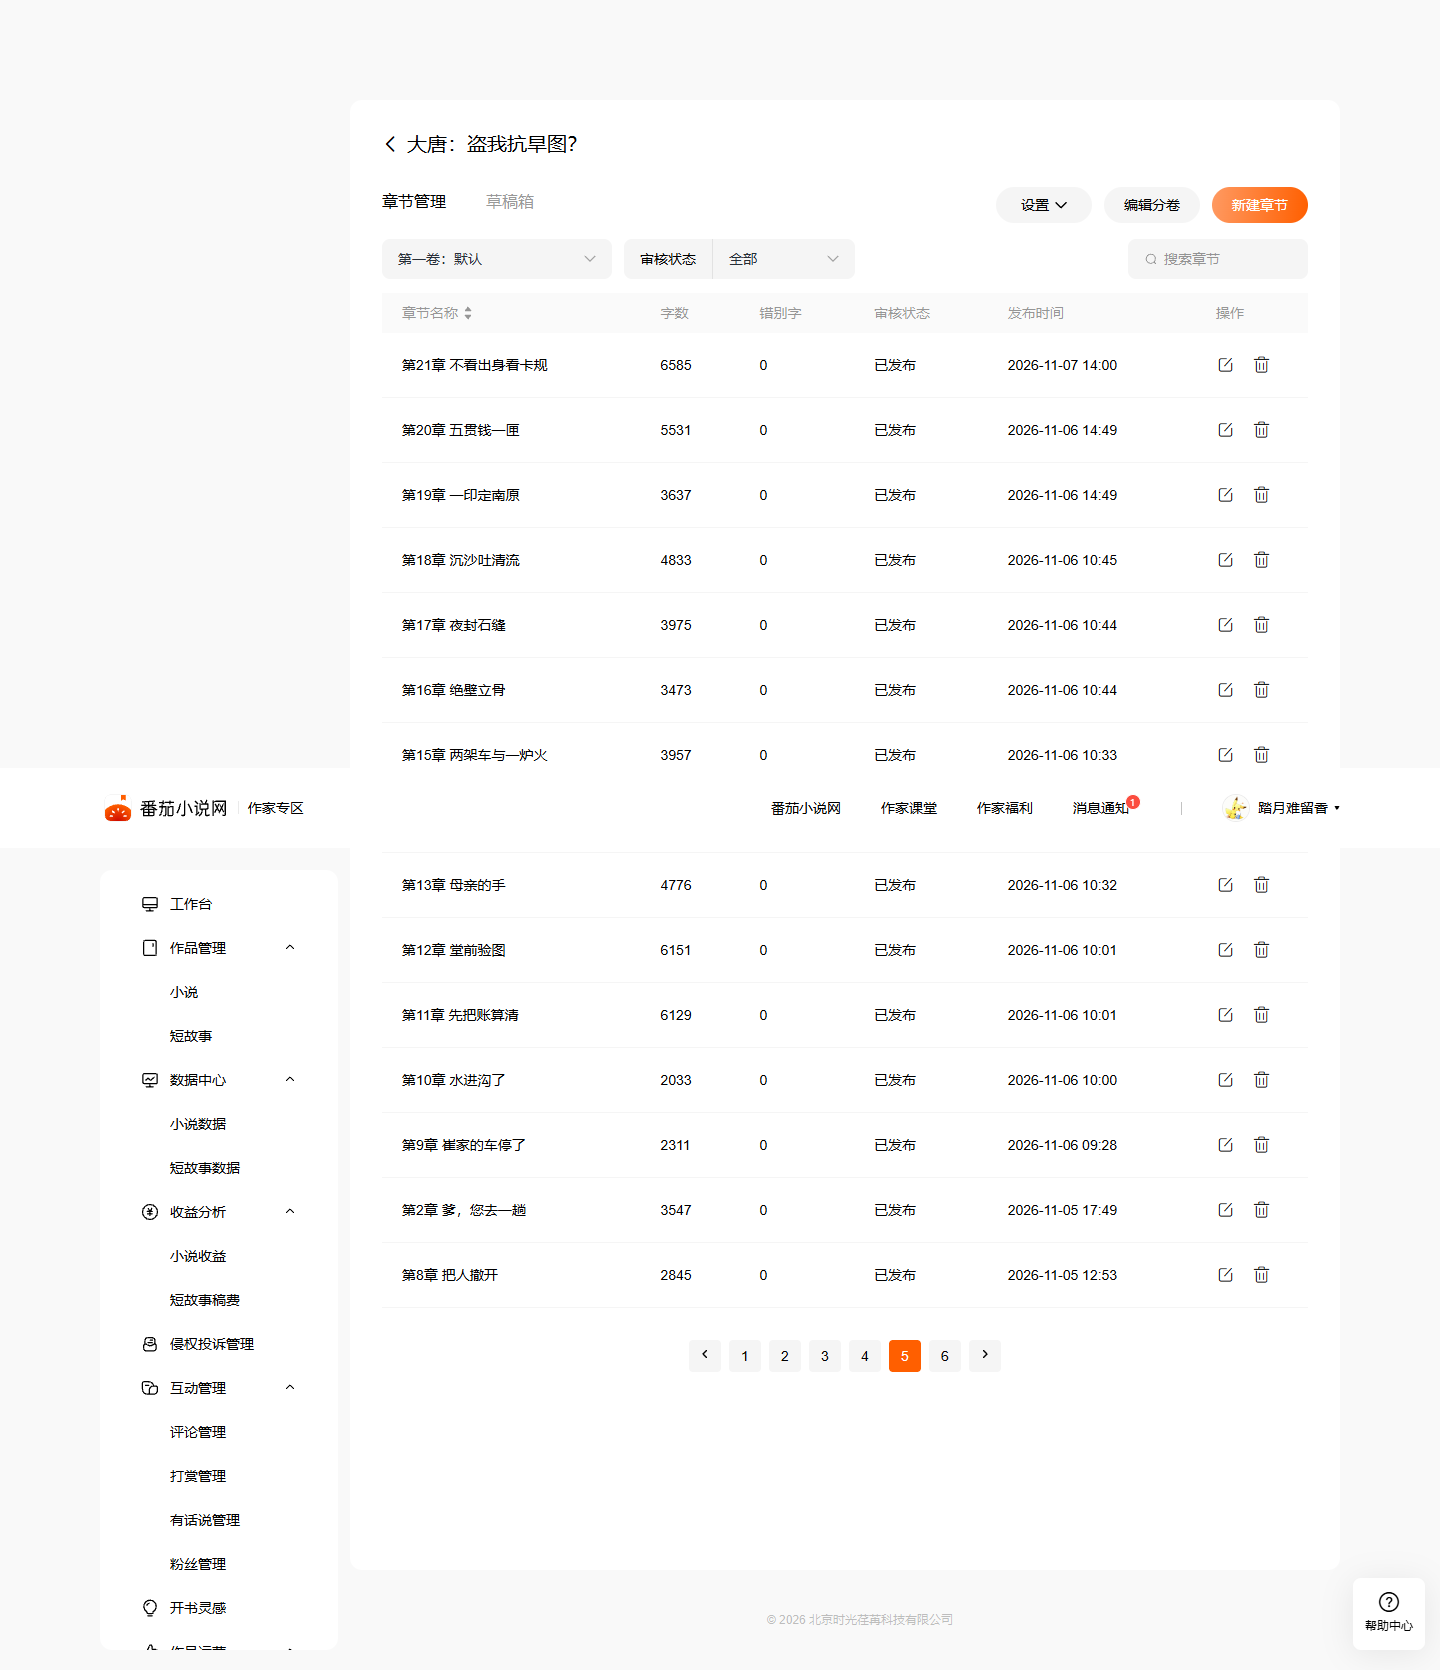 大唐：盗我抗旱图？
章节管理 草稿箱 设置 编辑分卷 新建章节
第一卷：默认 审核状态 全部 搜索章节
章节名称 字数 错别字 审核状态 发布时间 操作
第21章 不看出身看卡规 6585 0 已发布 2026-11-07 14:00
第20章 五贯钱一匣 5531 0 已发布 2026-11-06 14:49
第19章 一印定南原 3637 0 已发布 2026-11-06 14:49
第18章 沉沙吐清流 4833 0 已发布 2026-11-06 10:45
第17章 夜封石缝 3975 0 已发布 2026-11-06 10:44
第16章 绝壁立骨 3473 0 已发布 2026-11-06 10:44
第15章 两架车与一炉火 3957 0 已发布 2026-11-06 10:33
番茄小说网 作家专区 番茄小说网 作家课堂 作家福利 消息通知 1 踏月难留香
第13章 母亲的手 4776 0 已发布 2026-11-06 10:32
第12章 堂前验图 6151 0 已发布 2026-11-06 10:01
第11章 先把账算清 6129 0 已发布 2026-11-06 10:01
第10章 水进沟了 2033 0 已发布 2026-11-06 10:00
第9章 崔家的车停了 2311 0 已发布 2026-11-06 09:28
第2章 爹，您去一趟 3547 0 已发布 2026-11-05 17:49
第8章 把人撤开 2845 0 已发布 2026-11-05 12:53
1 2 3 4 5 6
工作台
作品管理
小说
短故事
数据中心
小说数据
短故事数据
收益分析
小说收益
短故事稿费
侵权投诉管理
互动管理
评论管理
打赏管理
有话说管理
粉丝管理
开书灵感
© 2026 北京时光荏苒科技有限公司
帮助中心